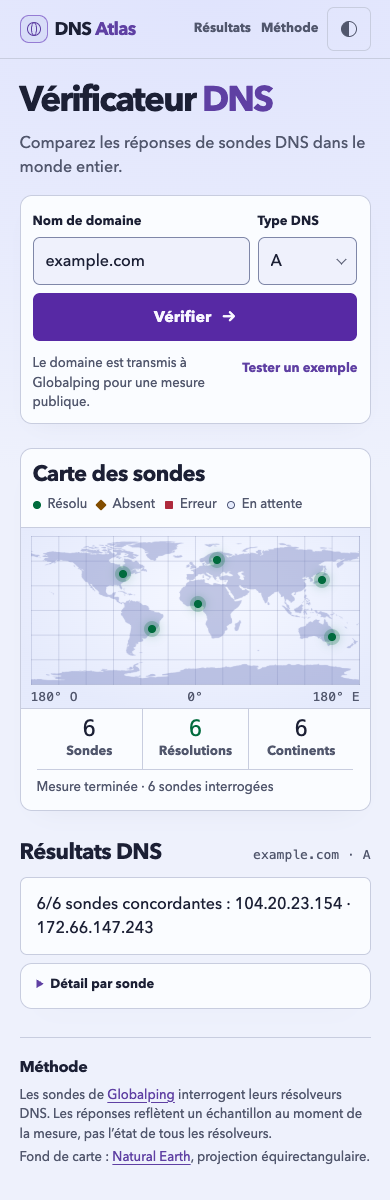 DNS Atlas
Résultats Méthode
Vérificateur DNS
Comparez les réponses de sondes DNS dans le
monde entier.
Nom de domaine Type DNS
example.com A
Vérifier →
Le domaine est transmis à
Globalping pour une mesure
publique.
Tester un exemple
Carte des sondes
Résolu Absent Erreur En attente
180° O 0° 180° E
6 6 6
Sondes Résolutions Continents
Mesure terminée · 6 sondes interrogées
Résultats DNS example.com · A
6/6 sondes concordantes : 104.20.23.154 ·
172.66.147.243
Détail par sonde
Méthode
Les sondes de Globalping interrogent leurs résolveurs
DNS. Les réponses reflètent un échantillon au moment de
la mesure, pas l’état de tous les résolveurs.
Fond de carte : Natural Earth, projection équirectangulaire.